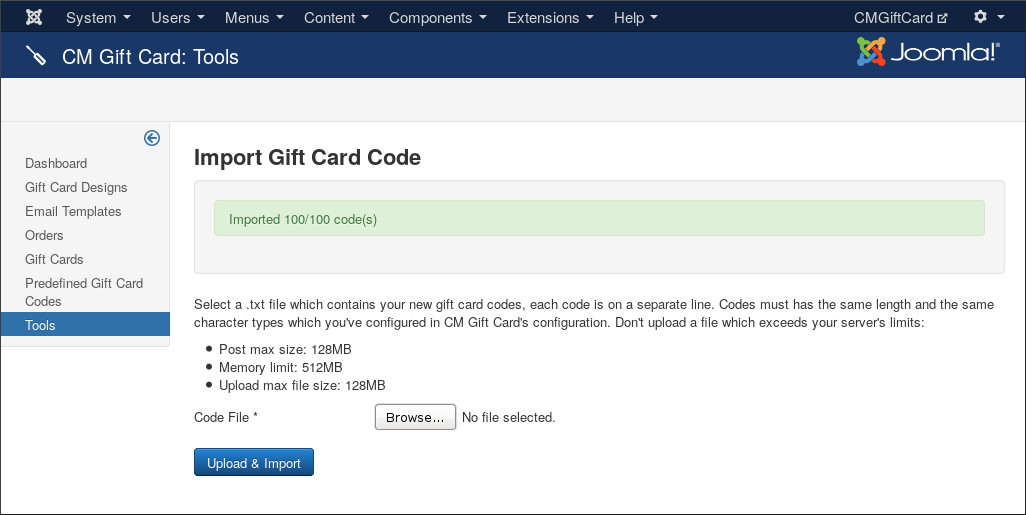 System Users Menus Content Components Extensions Help CMGiftCard
CM Gift Card: Tools Joomla!®
Dashboard
Gift Card Designs
Email Templates
Orders
Gift Cards
Predefined Gift Card
Codes
Tools
Import Gift Card Code
Imported 100/100 code(s)
Select a .txt file which contains your new gift card codes, each code is on a separate line. Codes must has the same length and the same
character types which you've configured in CM Gift Card's configuration. Don't upload a file which exceeds your server's limits:
Post max size: 128MB
Memory limit: 512MB
Upload max file size: 128MB
Code File * Browse... No file selected.
Upload & Import